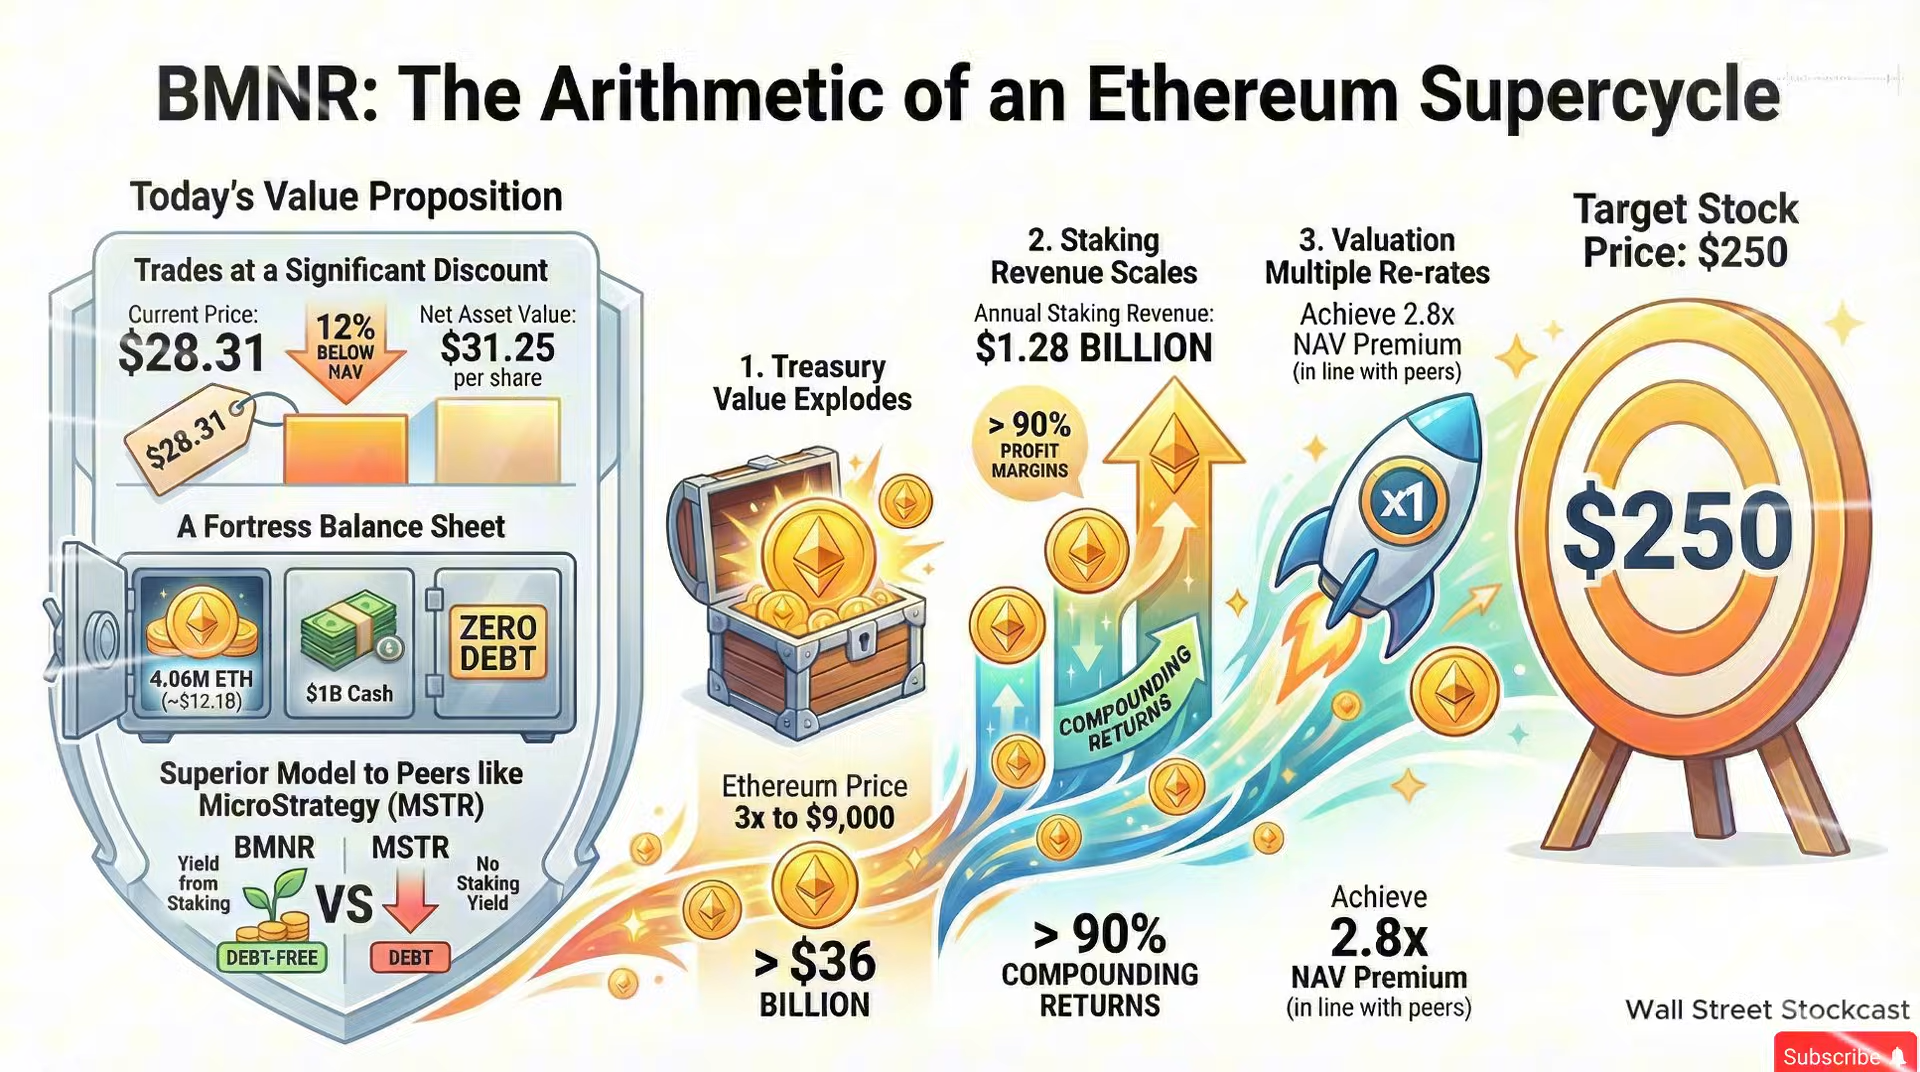 BMNR: The Arithmetic of an Ethereum Supercycle
Today's Value Proposition
Trades at a Significant Discount
Current Price:
$28.31
12%
BELOW
NAV
Net Asset Value:
$31.25
per share
$28.31
A Fortress Balance Sheet
4.06M ETH
(~$12.18)
$1B Cash
ZERO
DEBT
Superior Model to Peers like
MicroStrategy (MSTR)
BMNR
MSTR
Yield
from
Staking
VS
No
Staking
Yield
DEBT-FREE
DEBT
1. Treasury
Value Explodes
Ethereum Price
3x to $9,000
> $36
BILLION
2. Staking
Revenue Scales
Annual Staking Revenue:
$1.28 BILLION
> 90%
PROFIT
MARGINS
COMPOUNDING
RETURNS
> 90%
COMPOUNDING
RETURNS
3. Valuation
Multiple Re-rates
Achieve 2.8x
NAV Premium
(in line with peers)
x1
Achieve
2.8x
NAV Premium
(in line with peers)
Target Stock
Price: $250
$250
Wall Street Stockcast
Subscribe